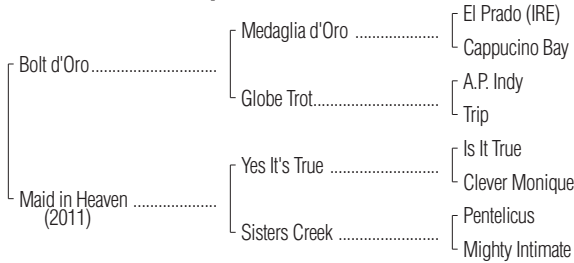 El Prado (IRE)
Medaglia d'Oro ..................
Cappucino Bay
Bolt d'Oro...........................
A.P. Indy
Globe Trot...........................
Trip
Is It True
Yes It's True .......................
Clever Monique
Maid in Heaven ..................
(2011)
Pentelicus
Sisters Creek .....................
Mighty Intimate